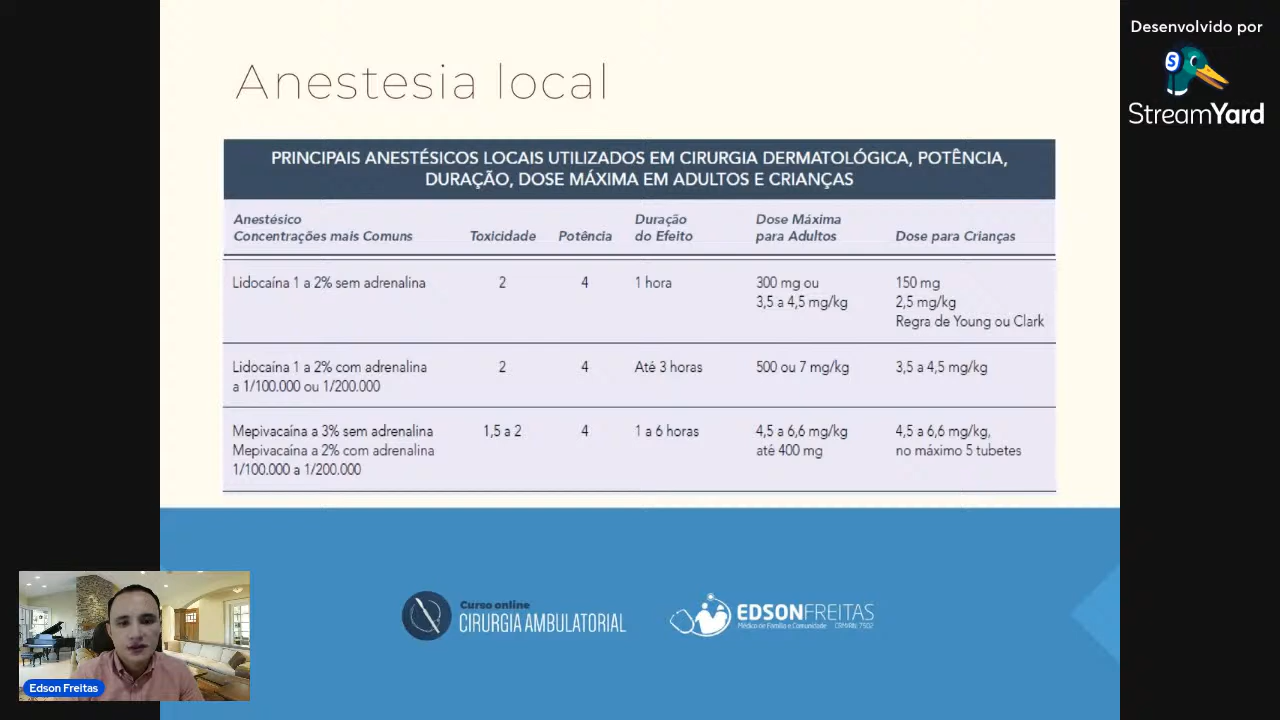 Desenvolvido por
StreamYard
Anestesia local
PRINCIPAIS ANESTÉSICOS LOCAIS UTILIZADOS EM CIRURGIA DERMATOLÓGICA, POTÊNCIA,
DURAÇÃO, DOSE MÁXIMA EM ADULTOS E CRIANÇAS
Anestésico
Concentrações mais Comuns
Toxicidade
Potência
Duração
do Efeito
Dose Máxima
para Adultos
Dose para Crianças
Lidocaína 1 a 2% sem adrenalina
2
4
1 hora
300 mg ou
3,5 a 4,5 mg/kg
150 mg
2,5 mg/kg
Regra de Young ou Clark
Lidocaína 1 a 2% com adrenalina
a 1/100.000 ou 1/200.000
2
4
Até 3 horas
500 ou 7 mg/kg
3,5 a 4,5 mg/kg
Mepivacaína a 3% sem adrenalina
Mepivacaína a 2% com adrenalina
1/100.000 a 1/200.000
1,5 a 2
4
1 a 6 horas
4,5 a 6,6 mg/kg
até 400 mg
4,5 a 6,6 mg/kg,
no máximo 5 tubetes
Curso online
CIRURGIA AMBULATORIAL
EDSONFREITAS
Médico de Família e Comunidade CRM-RN: 7502
Edson Freitas